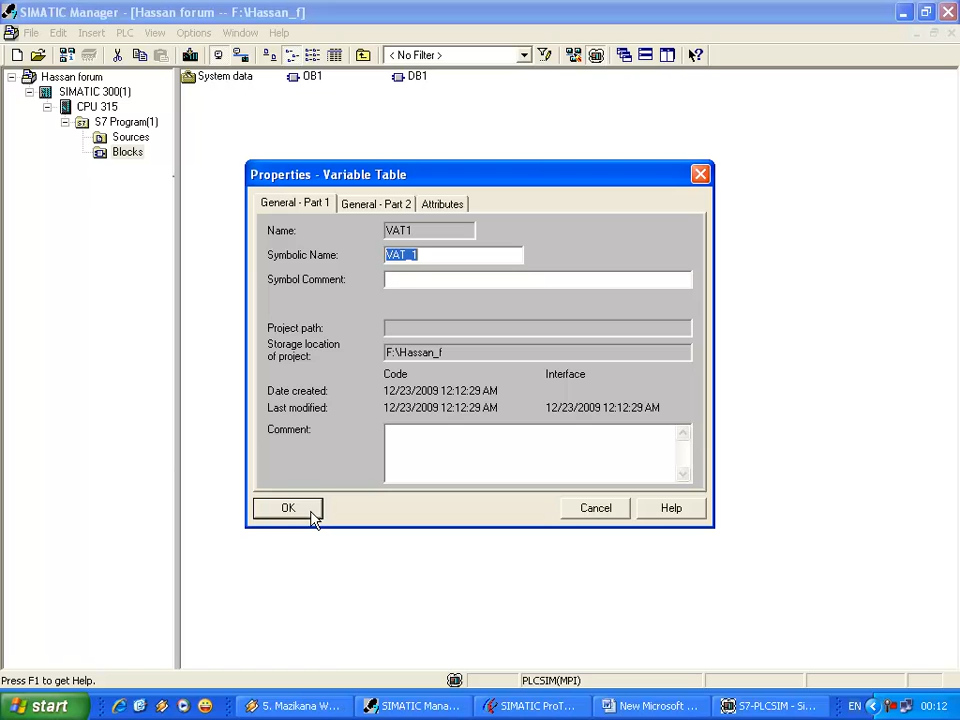 SIMATIC Manager - [Hassan forum -- F:\Hassan_f]
File Edit Insert PLC View Options Window Help
< No Filter >
Hassan forum
SIMATIC 300(1)
CPU 315
S7 Program(1)
Sources
Blocks
System data OB1 DB1
Properties - Variable Table
General - Part 1 General - Part 2 Attributes
Name: VAT1
Symbolic Name: VAT_1
Symbol Comment:
Project path:
Storage location
of project: F:\Hassan_f
Code Interface
Date created: 12/23/2009 12:12:29 AM
Last modified: 12/23/2009 12:12:29 AM 12/23/2009 12:12:29 AM
Comment:
OK Cancel Help
Press F1 to get Help. PLCSIM(MPI)
start 5. Mazikana W... SIMATIC Mana... SIMATIC ProT... New Microsoft ... S7-PLCSIM - Si... EN 00:12